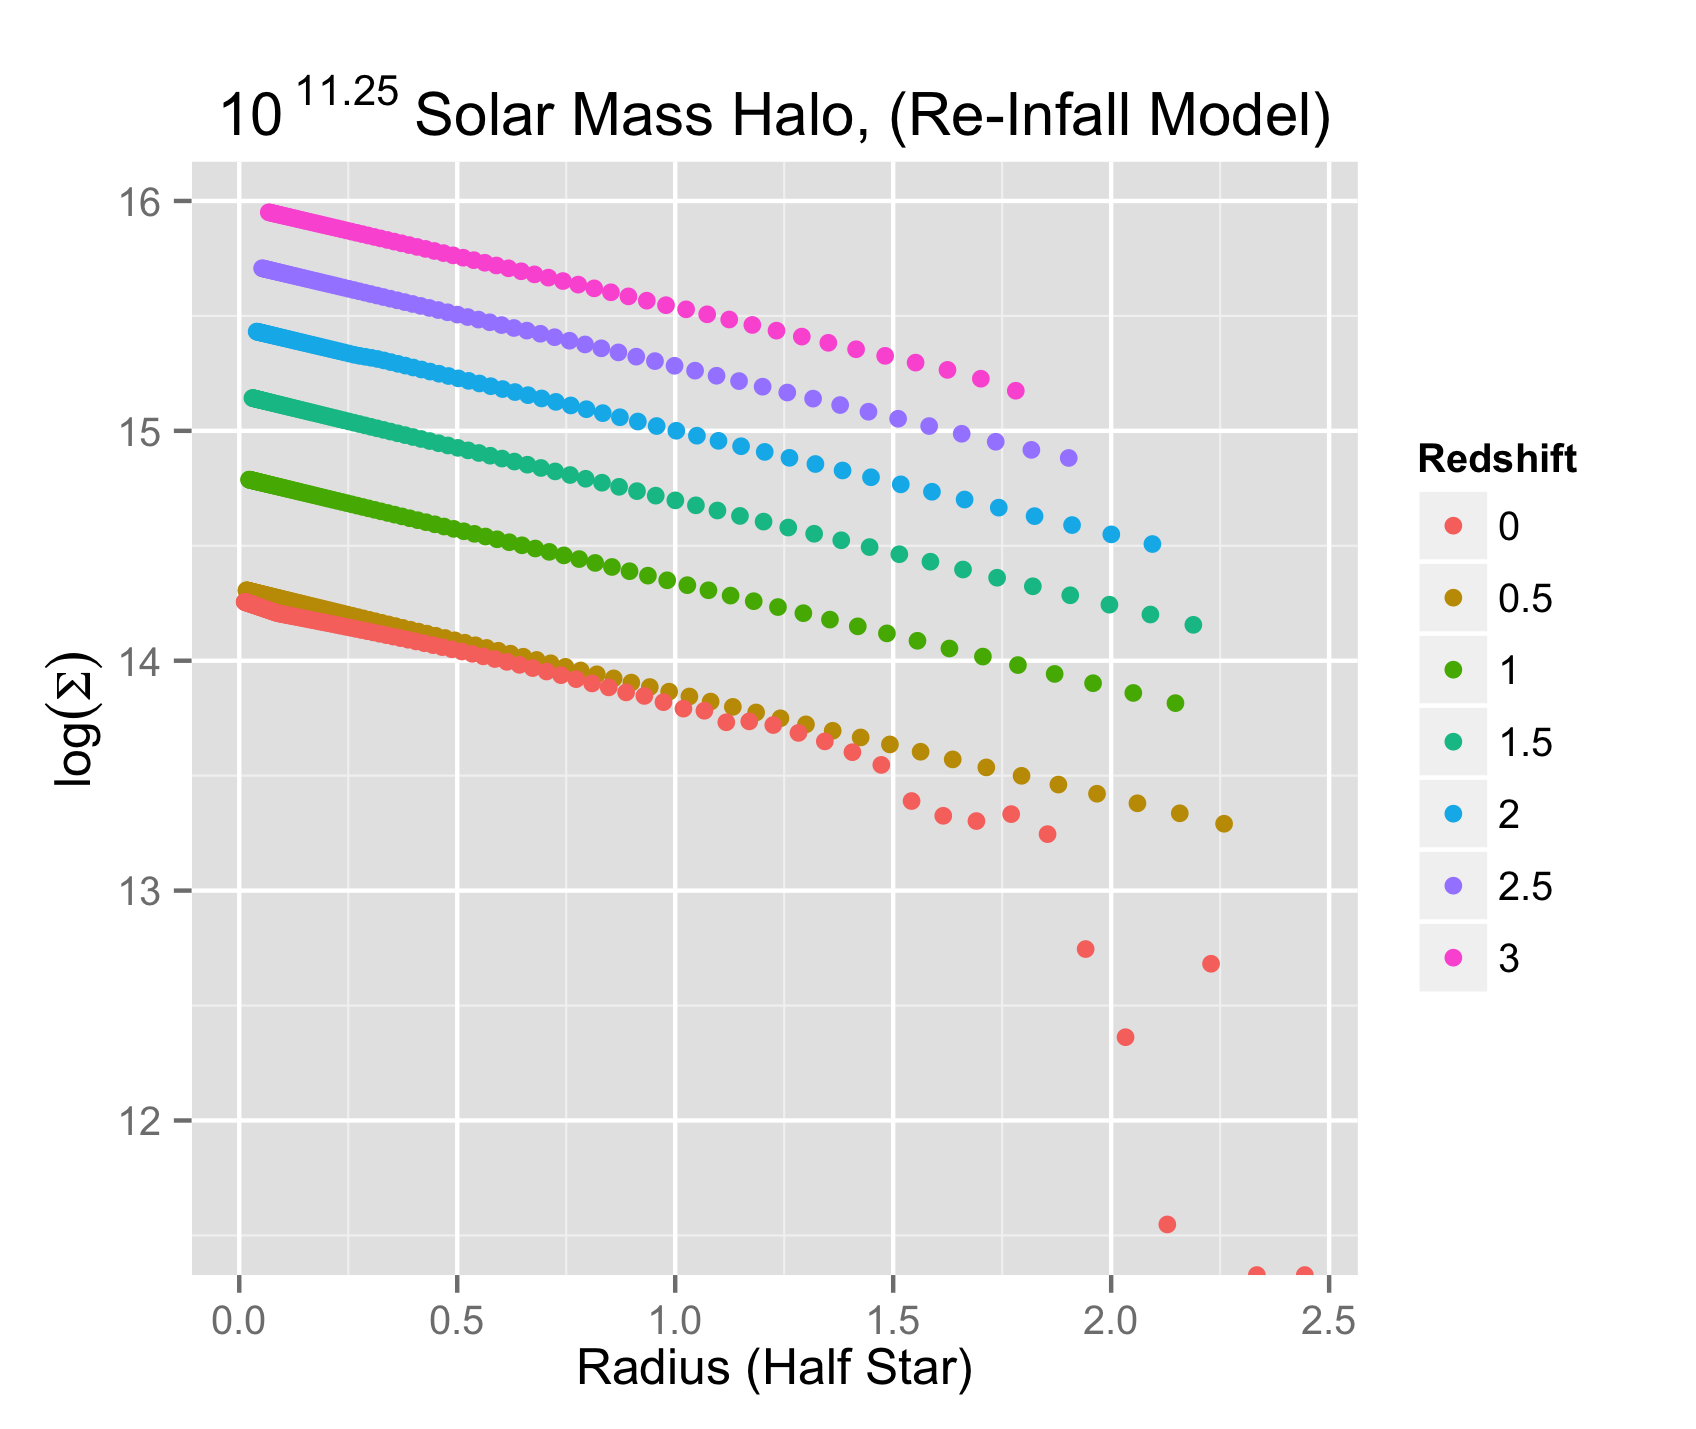 10 11.25 Solar Mass Halo, (Re-Infall Model)
16
15
14
13
12
log(Σ)
0.0 0.5 1.0 1.5 2.0 2.5
Radius (Half Star)
Redshift
0
0.5
1
1.5
2
2.5
3